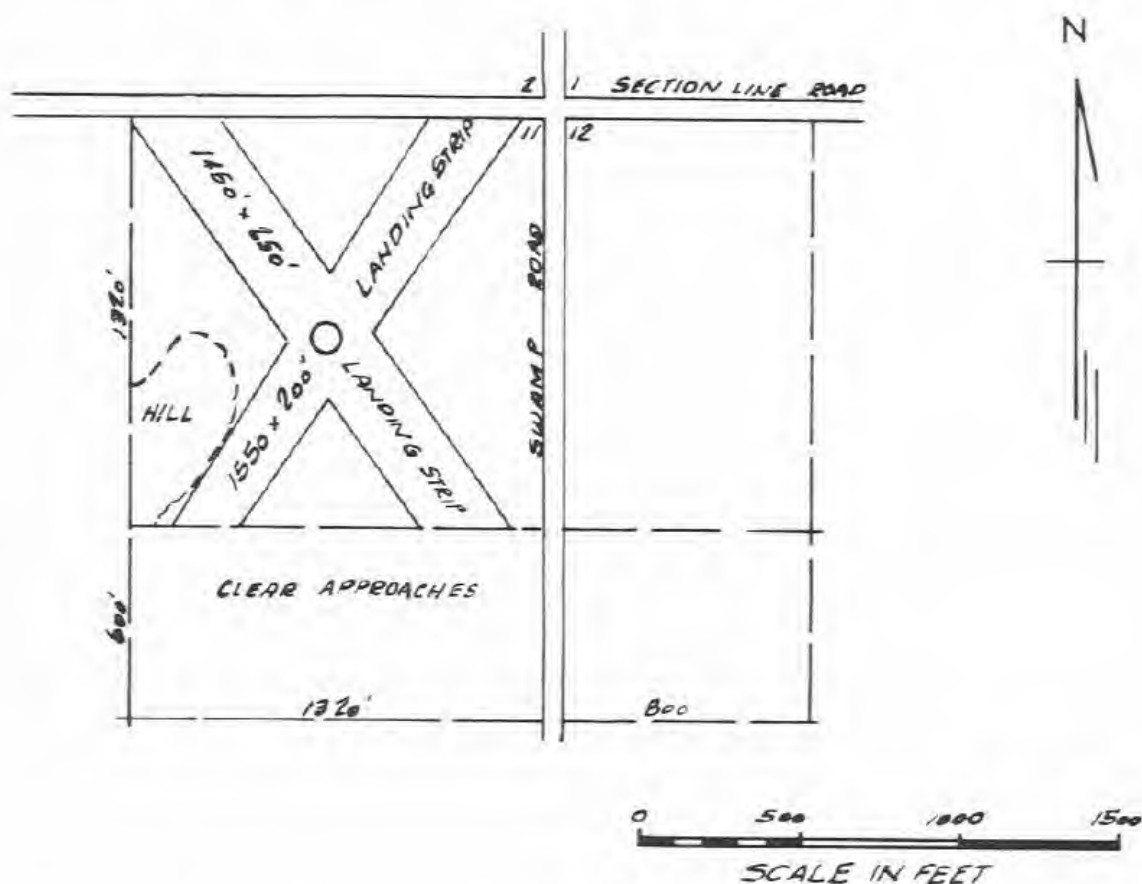 N
2 1 SECTION LINE ROAD
11 12
1460' x 250'
LANDING STRIP
1320'
SWAMP ROAD
HILL
1550 x 200'
LANDING STRIP
CLEAR APPROACHES
600'
1320'
800
0 500 1000 1500
SCALE IN FEET